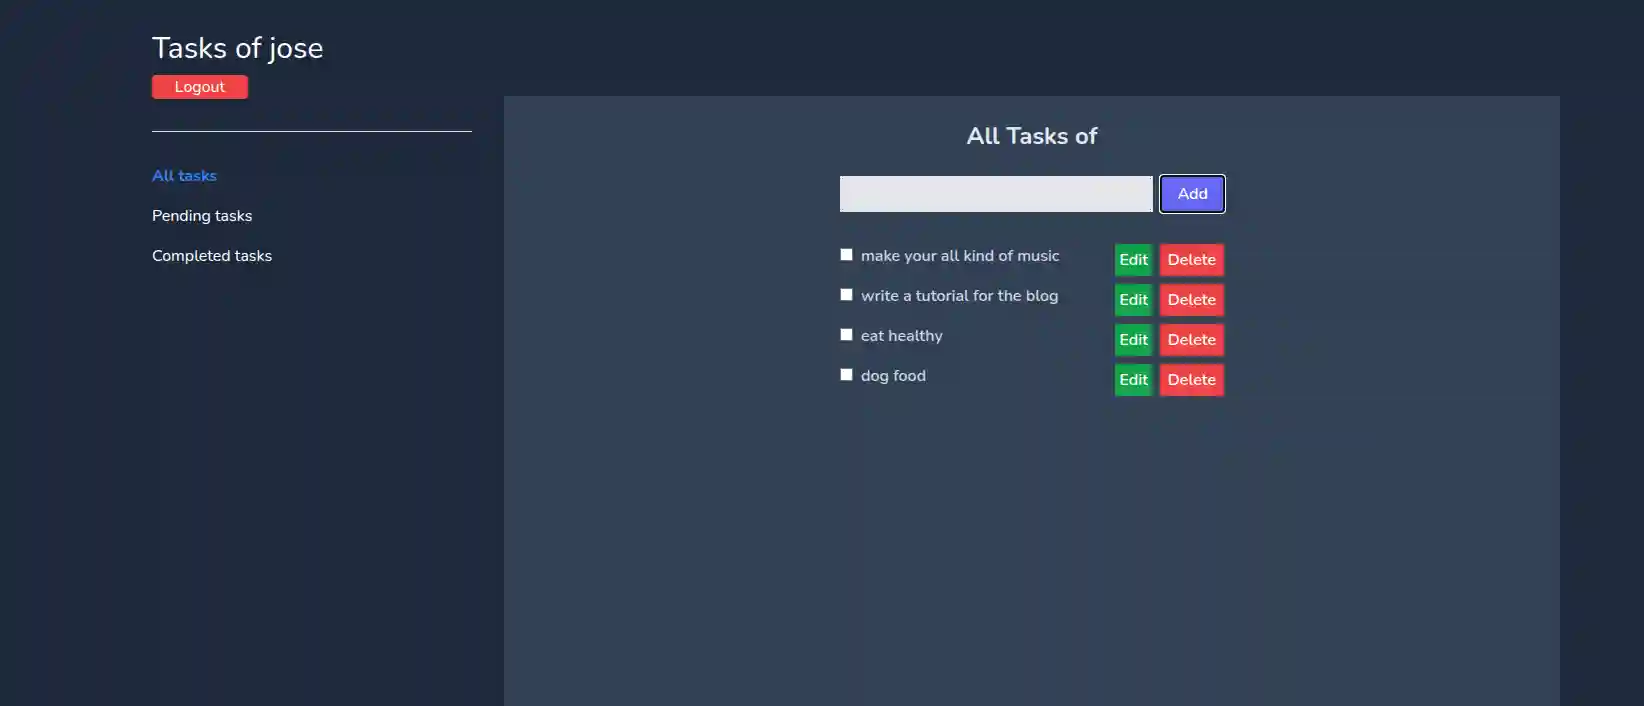 Tasks of jose
Logout
All tasks
Pending tasks
Completed tasks
All Tasks of
Add
make your all kind of music Edit Delete
write a tutorial for the blog Edit Delete
eat healthy Edit Delete
dog food Edit Delete